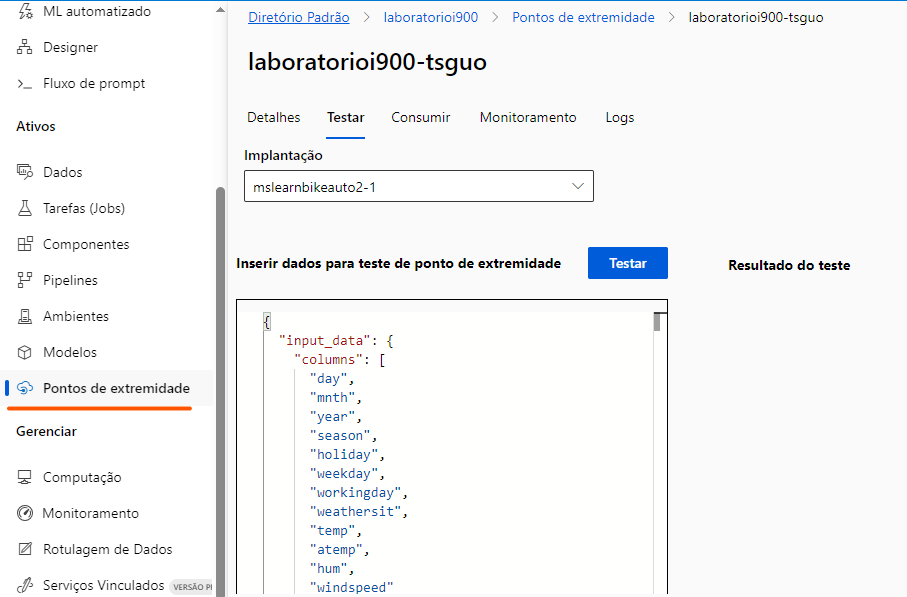 ML automatizado
Designer
Fluxo de prompt
Ativos
Dados
Tarefas (Jobs)
Componentes
Pipelines
Ambientes
Modelos
Pontos de extremidade
Gerenciar
Computação
Monitoramento
Rotulagem de Dados
Serviços Vinculados
Diretório Padrão > laboratorioi900 > Pontos de extremidade > laboratorioi900-tsguo
laboratorioi900-tsguo
Detalhes Testar Consumir Monitoramento Logs
Implantação
mslearnbikeauto2-1
Inserir dados para teste de ponto de extremidade Testar Resultado do teste
{
"input_data": {
"columns": [
"day",
"mnth",
"year",
"season",
"holiday",
"weekday",
"workingday",
"weathersit",
"temp",
"atemp",
"hum",
"windspeed"